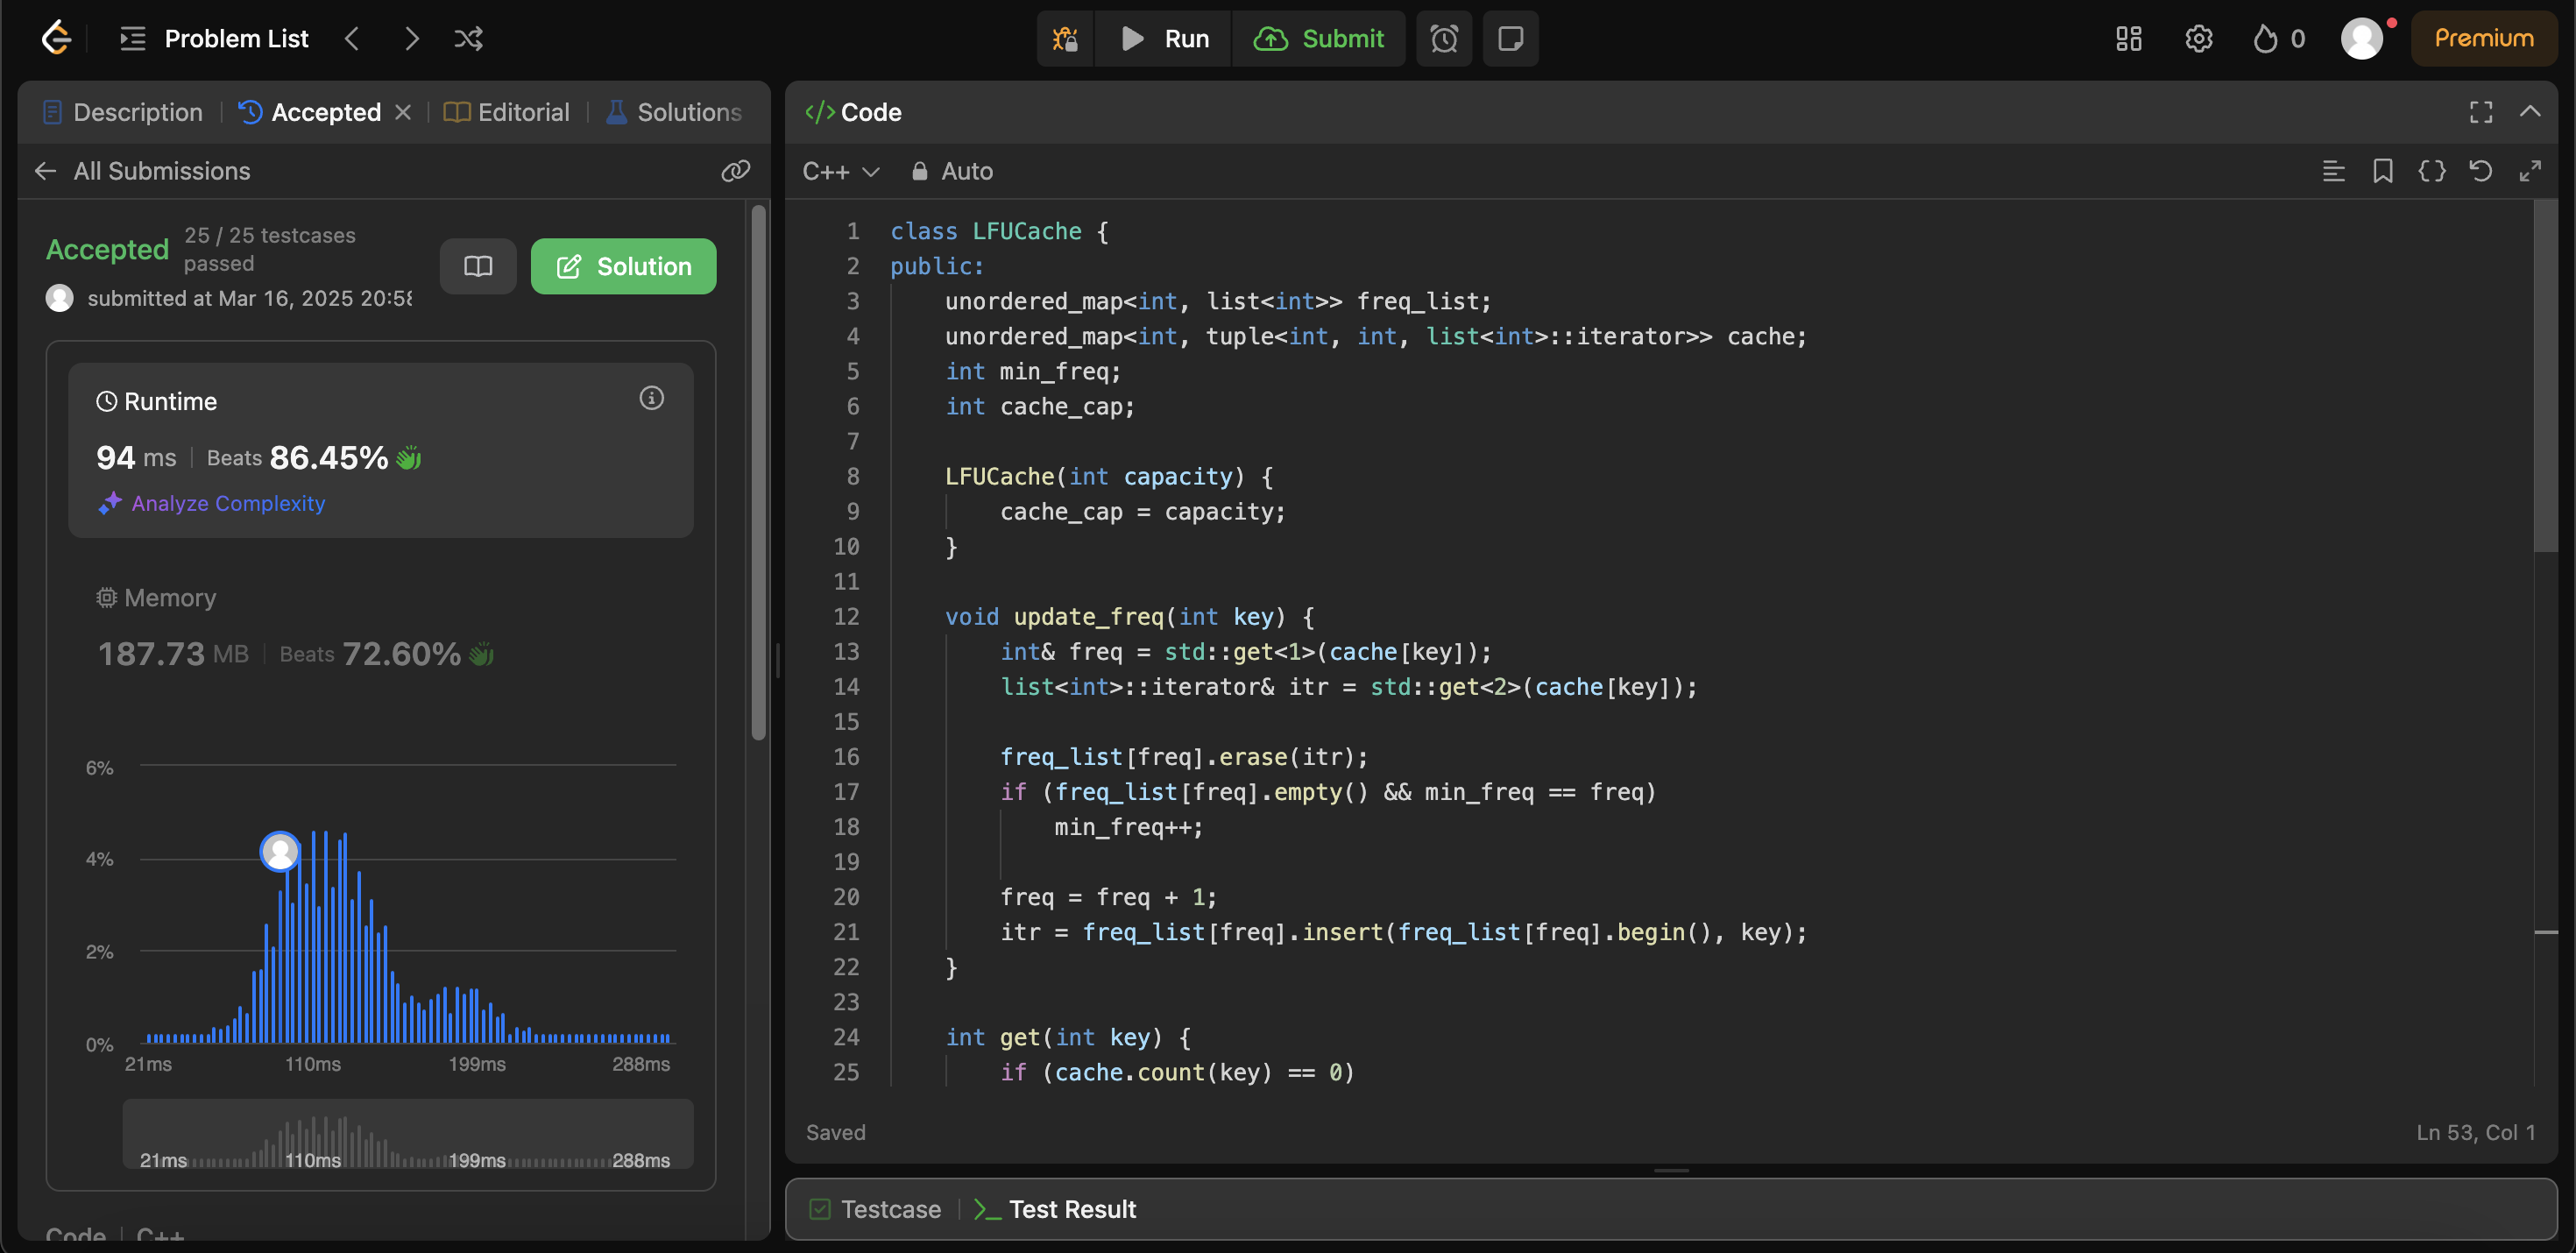 Problem List
Run
Submit
0
Premium
Description
Accepted
Editorial
Solutions
All Submissions
Accepted
25 / 25 testcases
passed
submitted at Mar 16, 2025 20:58
Solution
Runtime
94 ms | Beats 86.45%
Analyze Complexity
Memory
187.73 MB | Beats 72.60%
6%
4%
2%
0%
21ms 110ms 199ms 288ms
21ms 110ms 199ms 288ms
Code | C++
</> Code
C++
Auto
1 class LFUCache {
2 public:
3     unordered_map<int, list<int>> freq_list;
4     unordered_map<int, tuple<int, int, list<int>::iterator>> cache;
5     int min_freq;
6     int cache_cap;
7
8     LFUCache(int capacity) {
9         cache_cap = capacity;
10     }
11
12     void update_freq(int key) {
13         int& freq = std::get<1>(cache[key]);
14         list<int>::iterator& itr = std::get<2>(cache[key]);
15
16         freq_list[freq].erase(itr);
17         if (freq_list[freq].empty() && min_freq == freq)
18             min_freq++;
19
20         freq = freq + 1;
21         itr = freq_list[freq].insert(freq_list[freq].begin(), key);
22     }
23
24     int get(int key) {
25         if (cache.count(key) == 0)
Saved
Ln 53, Col 1
Testcase
Test Result